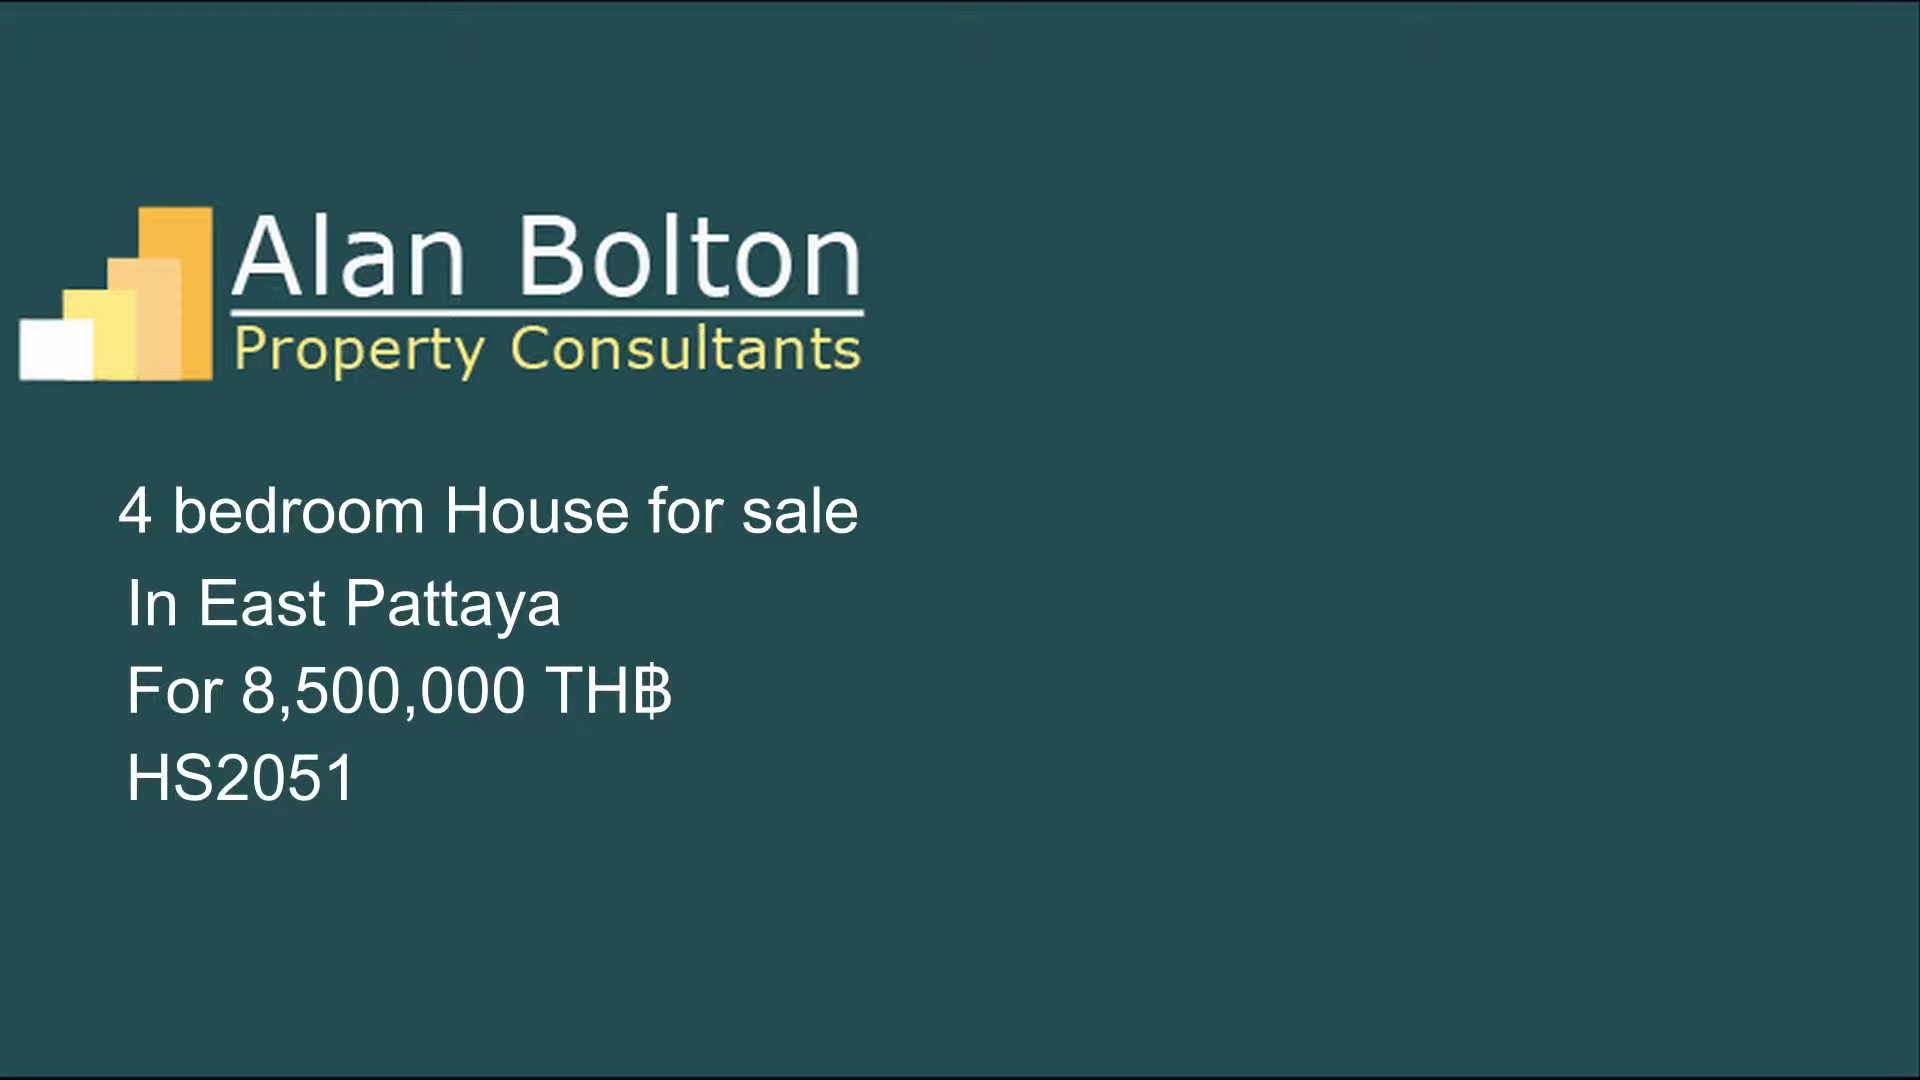 Alan Bolton
Property Consultants
4 bedroom House for sale
In East Pattaya
For 8,500,000 TH฿
HS2051